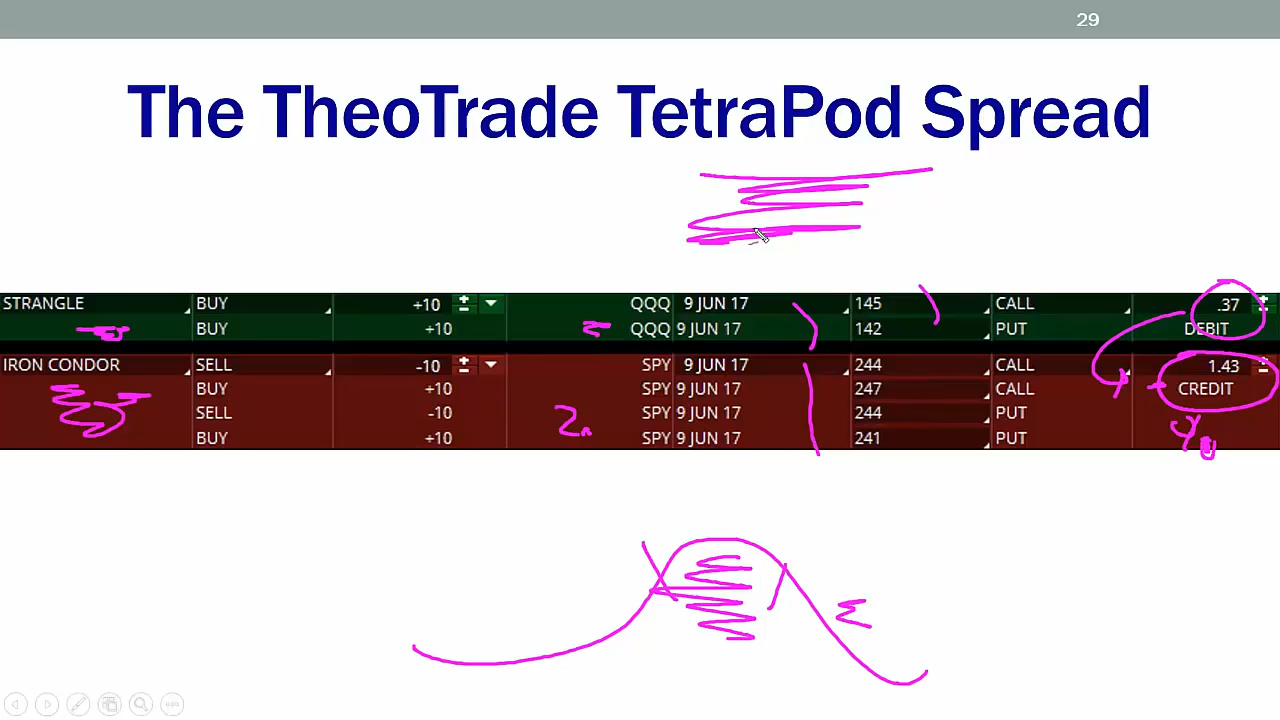 29
The TheoTrade TetraPod Spread
STRANGLE BUY +10 QQQ 9 JUN 17 145 CALL .37
BUY +10 QQQ 9 JUN 17 142 PUT DEBIT
IRON CONDOR SELL -10 SPY 9 JUN 17 244 CALL 1.43
BUY +10 SPY 9 JUN 17 247 CALL CREDIT
SELL -10 SPY 9 JUN 17 244 PUT
BUY +10 SPY 9 JUN 17 241 PUT